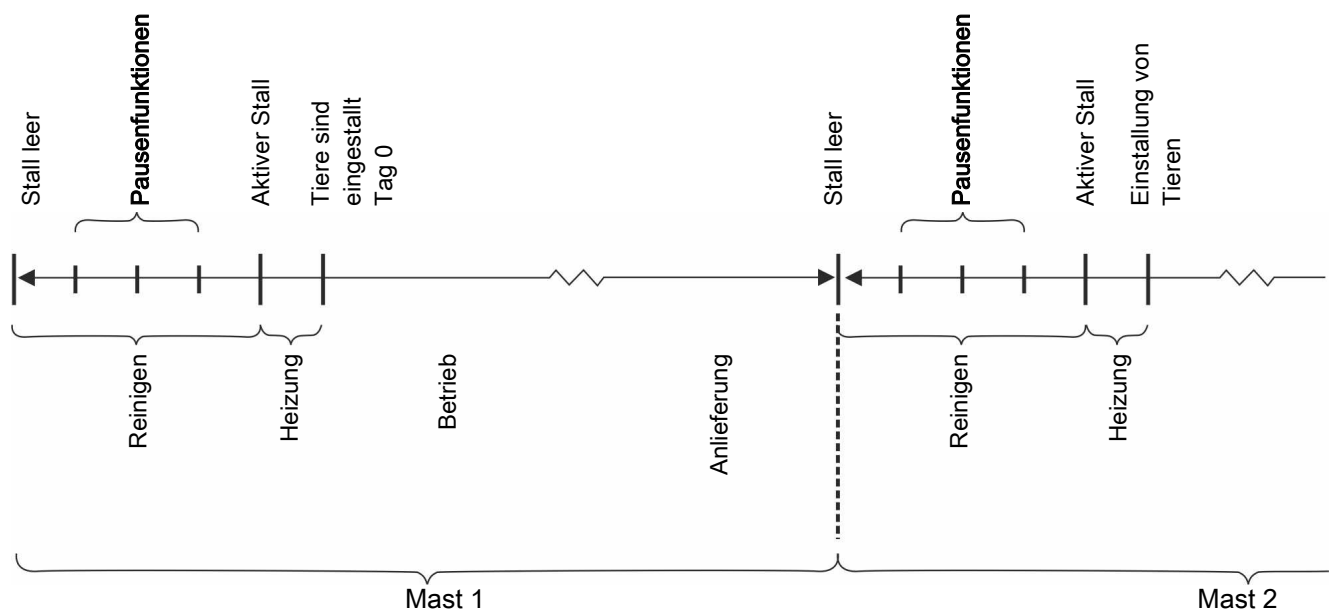 Stall leer
Pausenfunktionen
Aktiver Stall
Tiere sind
eingestallt
Tag 0
Stall leer
Pausenfunktionen
Aktiver Stall
Einstallung von
Tieren
Reinigen
Heizung
Betrieb
Anlieferung
Reinigen
Heizung
Mast 1
Mast 2